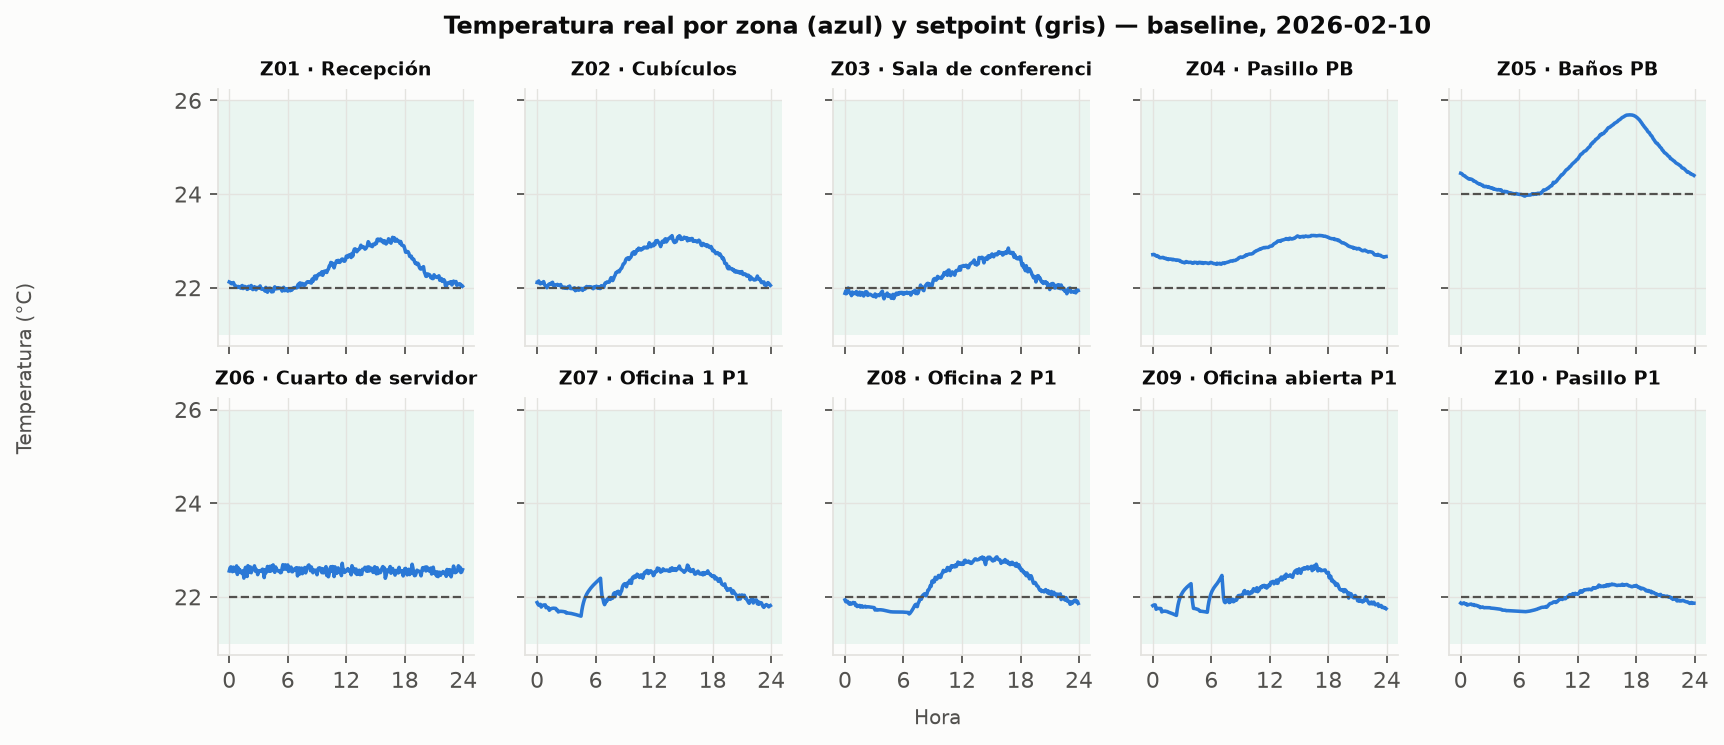 Temperatura real por zona (azul) y setpoint (gris) — baseline, 2026-02-10
Z01 · Recepción
Z02 · Cubículos
Z03 · Sala de conferenci
Z04 · Pasillo PB
Z05 · Baños PB
26
24
22
Temperatura (°C)
Z06 · Cuarto de servidor
Z07 · Oficina 1 P1
Z08 · Oficina 2 P1
Z09 · Oficina abierta P1
Z10 · Pasillo P1
26
24
22
0 6 12 18 24
0 6 12 18 24
0 6 12 18 24
0 6 12 18 24
0 6 12 18 24
Hora